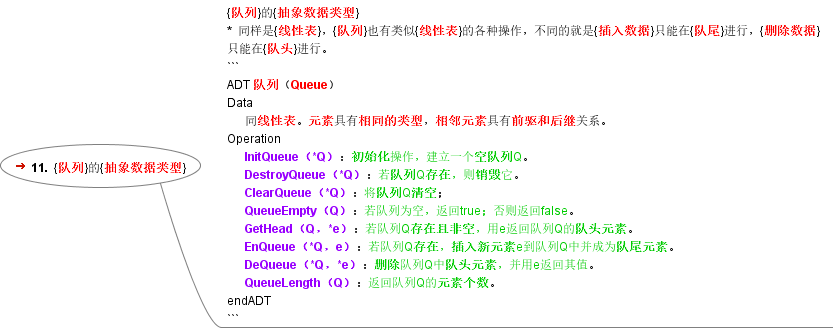 {队列}的{抽象数据类型}
* 同样是{线性表}，{队列}也有类似{线性表}的各种操作，不同的就是{插入数据}只能在{队尾}进行，{删除数据}
只能在{队头}进行。
```
ADT 队列（Queue）
Data
同线性表。元素具有相同的类型，相邻元素具有前驱和后继关系。
Operation
InitQueue（*Q）：初始化操作，建立一个空队列Q。
DestroyQueue（*Q）：若队列Q存在，则销毁它。
ClearQueue（*Q）：将队列Q清空；
QueueEmpty（Q）：若队列为空，返回true；否则返回false。
GetHead（Q，*e）：若队列Q存在且非空，用e返回队列Q的队头元素。
EnQueue（*Q，e）：若队列Q存在，插入新元素e到队列Q中并成为队尾元素。
DeQueue（*Q，*e）：删除队列Q中队头元素，并用e返回其值。
QueueLength（Q）：返回队列Q的元素个数。
endADT
```
➜ 11. {队列}的{抽象数据类型}